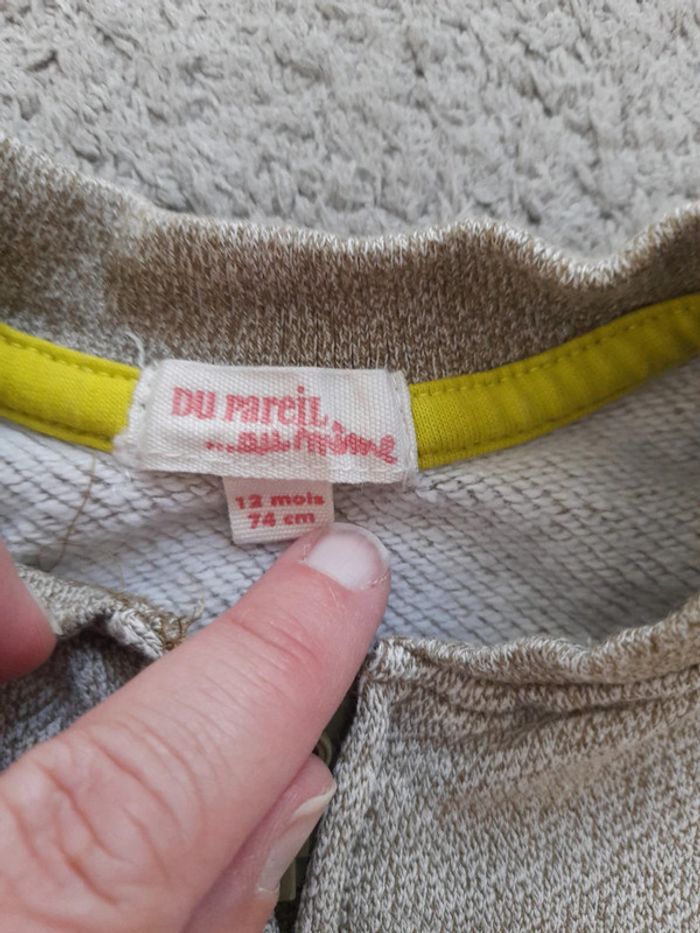 DU PAREIL
...au même
12 mois
74 cm